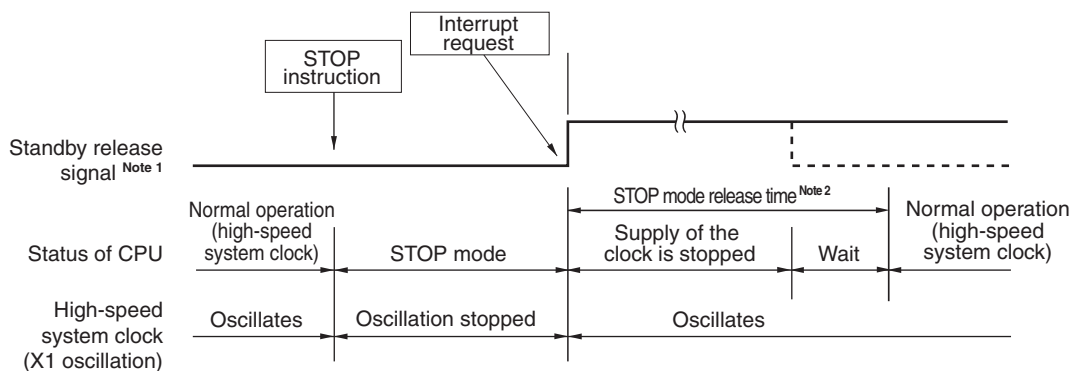 Interrupt
request
STOP
instruction
Standby release
signal Note 1
STOP mode release time Note 2
Normal operation
(high-speed
system clock)
Supply of the
clock is stopped
Normal operation
(high-speed
system clock)
Status of CPU
STOP mode
Wait
High-speed
system clock
(X1 oscillation)
Oscillates
Oscillation stopped
Oscillates